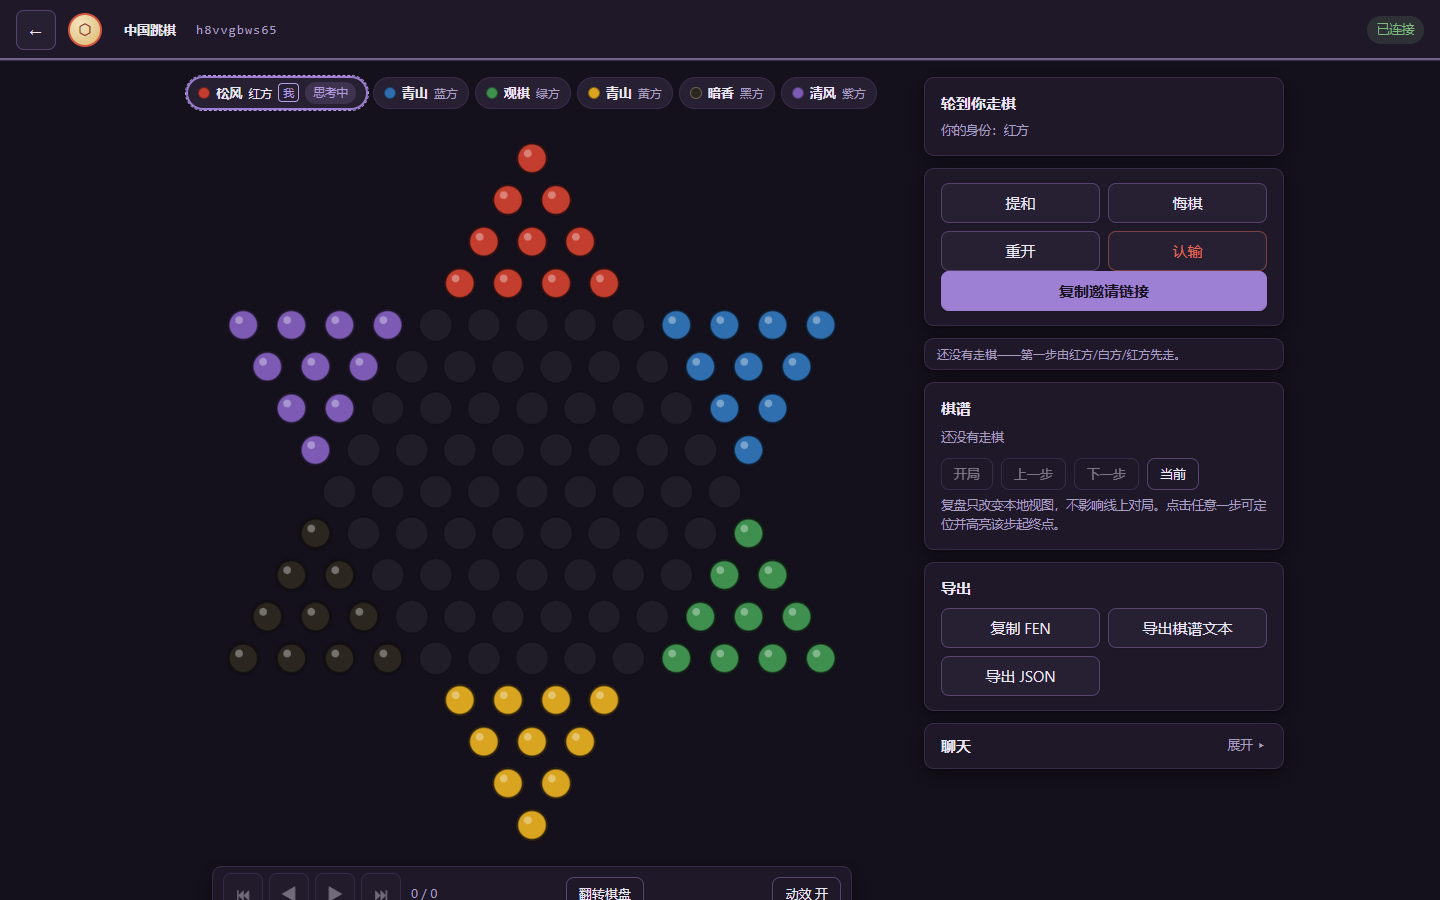 ←
中国跳棋 h8vvgbws65
已连接
松风 红方 我 思考中
青山 蓝方
观棋 绿方
青山 黄方
暗香 黑方
清风 紫方
轮到你走棋
你的身份：红方
提和
悔棋
重开
认输
复制邀请链接
还没有走棋——第一步由红方/白方/红方先走。
棋谱
还没有走棋
开局
上一步
下一步
当前
复盘只改变本地视图，不影响线上对局。点击任意一步可定
位并高亮该步起终点。
导出
复制 FEN
导出棋谱文本
导出 JSON
聊天
展开 ▸
0 / 0
翻转棋盘
动效 开